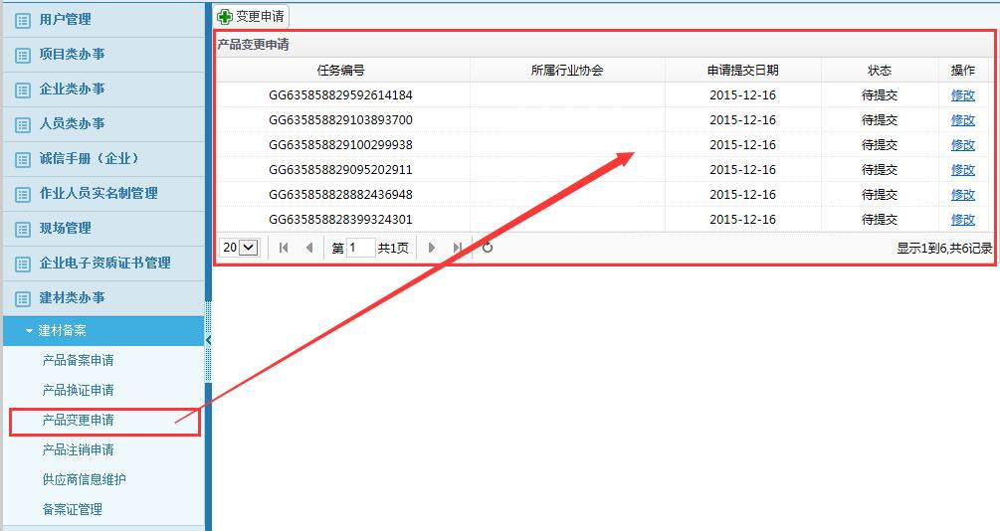 用户管理
项目类办事
企业类办事
人员类办事
诚信手册（企业）
作业人员实名制管理
现场管理
企业电子资质证书管理
建材类办事
建材备案
产品备案申请
产品换证申请
产品变更申请
产品注销申请
供应商信息维护
备案证管理
变更申请
产品变更申请
任务编号 所属行业协会 申请提交日期 状态 操作
GG635858829592614184 2015-12-16 待提交 修改
GG635858829103893700 2015-12-16 待提交 修改
GG635858829100299938 2015-12-16 待提交 修改
GG635858829095202911 2015-12-16 待提交 修改
GG635858828882436948 2015-12-16 待提交 修改
GG635858828399324301 2015-12-16 待提交 修改
20 第 1 共1页 显示1到6,共6记录